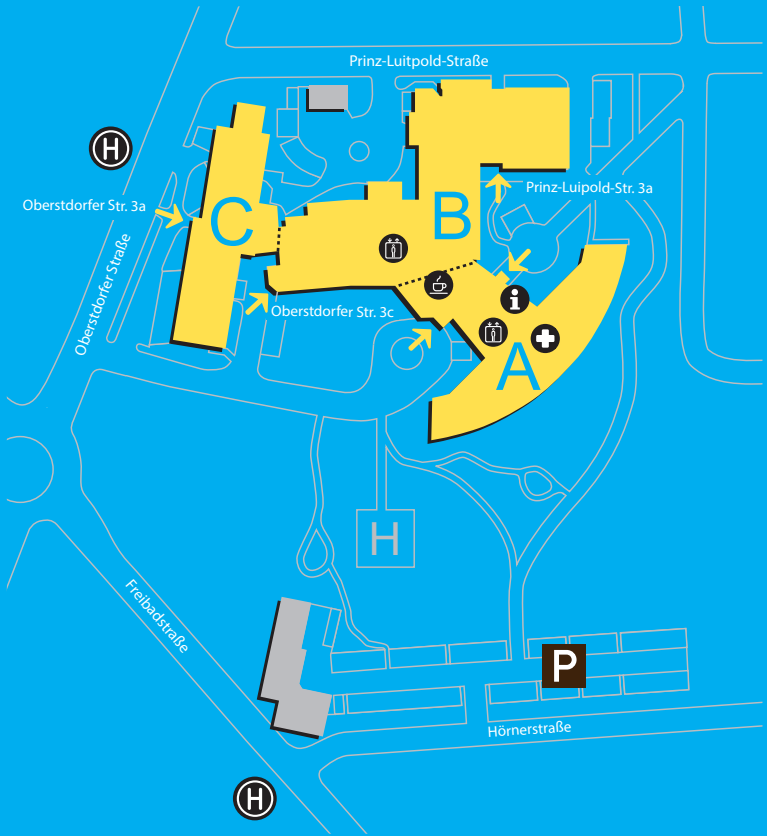 Prinz-Luitpold-Straße
H
Oberstdorfer Str. 3a
C
B
Prinz-Luipold-Str. 3a
Oberstdorfer Straße
i
Oberstdorfer Str. 3c
A
H
Freibadstraße
P
Hörnerstraße
H